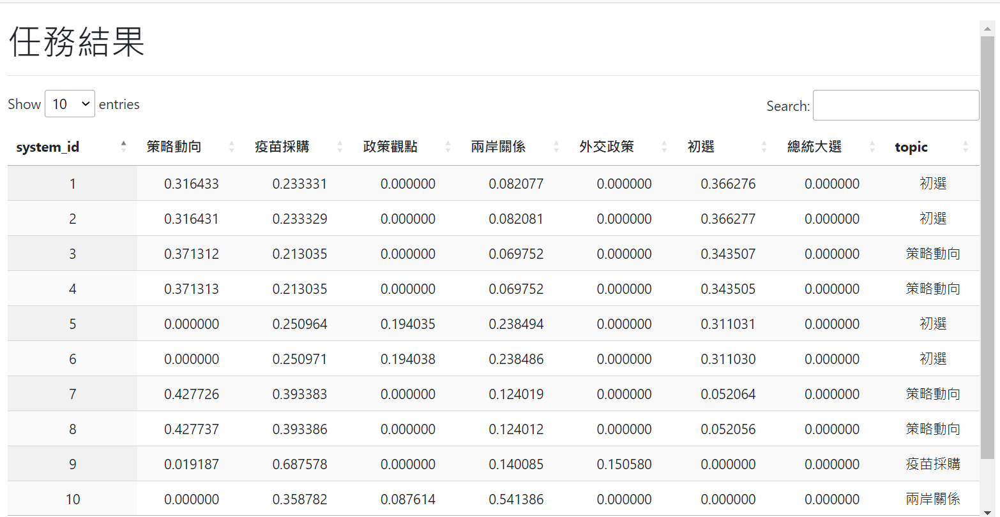 任務結果
Show 10 entries Search:
system_id 策略動向 疫苗採購 政策觀點 兩岸關係 外交政策 初選 總統大選 topic
1 0.316433 0.233331 0.000000 0.082077 0.000000 0.366276 0.000000 初選
2 0.316431 0.233329 0.000000 0.082081 0.000000 0.366277 0.000000 初選
3 0.371312 0.213035 0.000000 0.069752 0.000000 0.343507 0.000000 策略動向
4 0.371313 0.213035 0.000000 0.069752 0.000000 0.343505 0.000000 策略動向
5 0.000000 0.250964 0.194035 0.238494 0.000000 0.311031 0.000000 初選
6 0.000000 0.250971 0.194038 0.238486 0.000000 0.311030 0.000000 初選
7 0.427726 0.393383 0.000000 0.124019 0.000000 0.052064 0.000000 策略動向
8 0.427737 0.393386 0.000000 0.124012 0.000000 0.052056 0.000000 策略動向
9 0.019187 0.687578 0.000000 0.140085 0.150580 0.000000 0.000000 疫苗採購
10 0.000000 0.358782 0.087614 0.541386 0.000000 0.000000 0.000000 兩岸關係